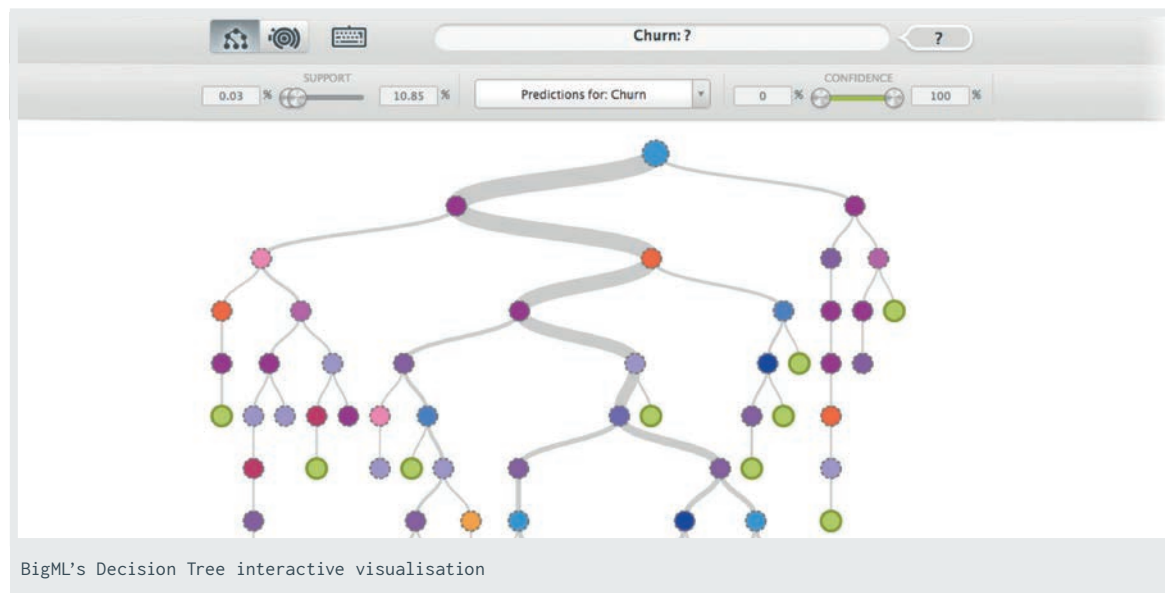 Churn: ?
?
SUPPORT
CONFIDENCE
0.03 % 10.85 % Predictions for: Churn 0 % 100 %
BigML’s Decision Tree interactive visualisation